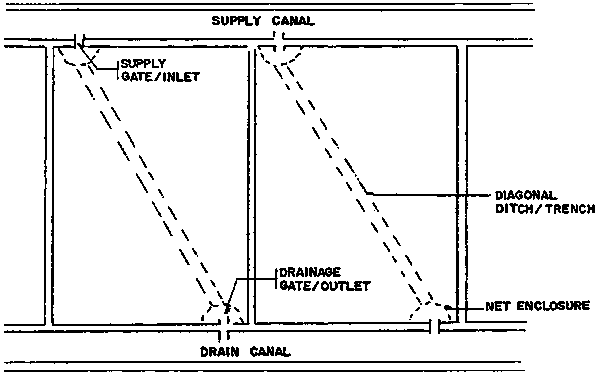 SUPPLY CANAL
SUPPLY
GATE/INLET
DIAGONAL
DITCH/TRENCH
DRAINAGE
GATE/OUTLET
NET ENCLOSURE
DRAIN CANAL